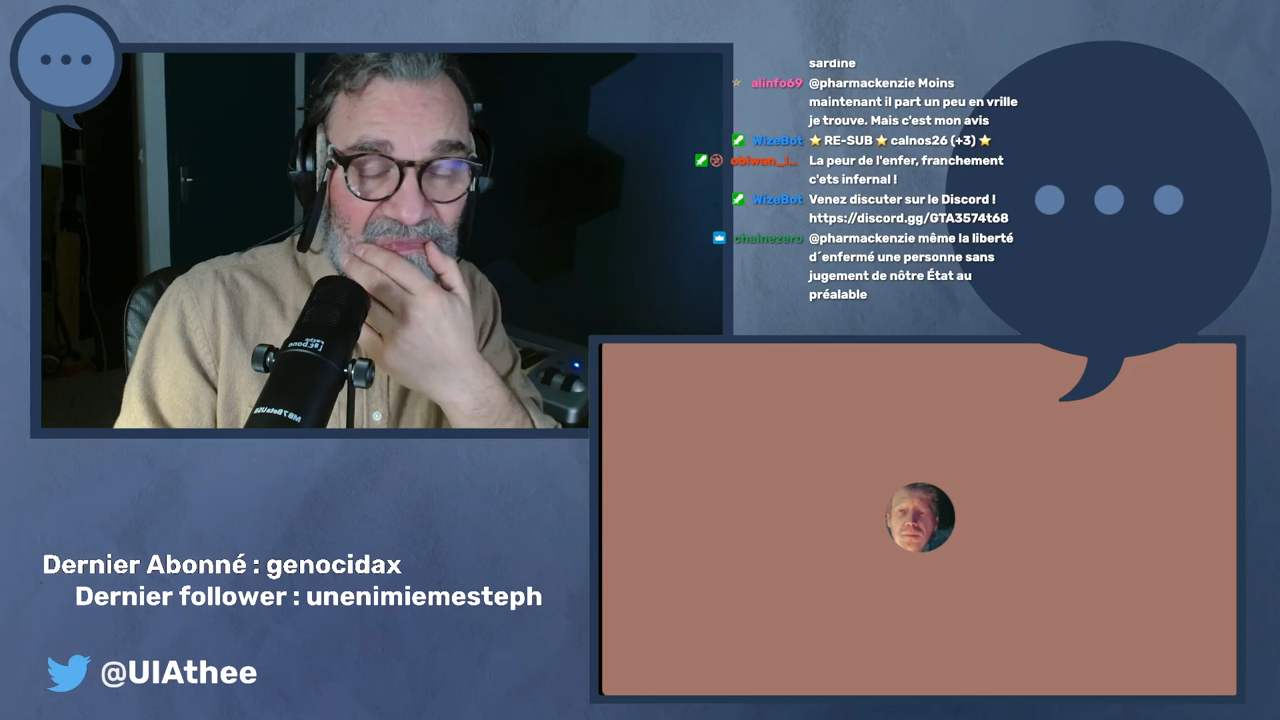 sardine
alinfo69 @pharmackenzie Moins
maintenant il part un peu en vrille
je trouve. Mais c'est mon avis
WizeBot ⭐ RE-SUB ⭐ calnos26 (+3) ⭐
obiwan_i... La peur de l'enfer, franchement
c'ets infernal !
WizeBot Venez discuter sur le Discord !
https://discord.gg/GTA3574t68
chainezero @pharmackenzie même la liberté
d´enfermé une personne sans
jugement de nôtre État au
préalable
Dernier Abonné : genocidax
Dernier follower : unenimiemesteph
@UIAthee